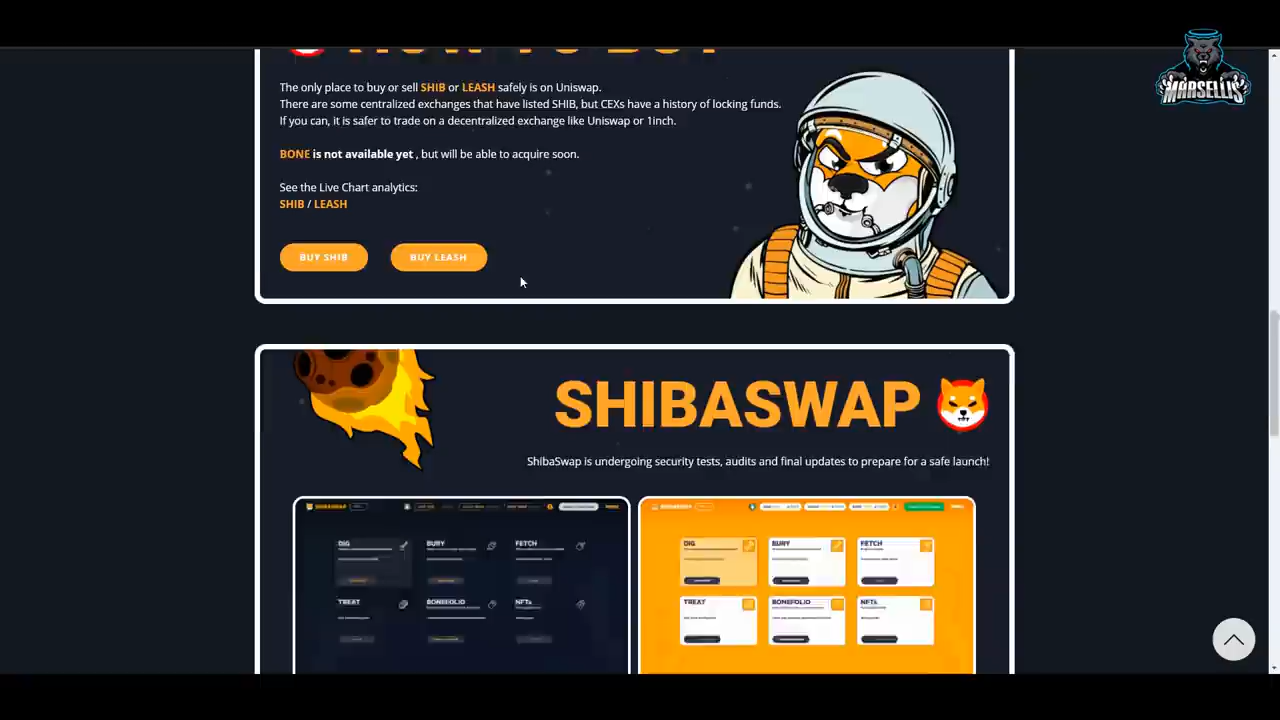 MARSELLIS
The only place to buy or sell SHIB or LEASH safely is on Uniswap.
There are some centralized exchanges that have listed SHIB, but CEXs have a history of locking funds.
If you can, it is safer to trade on a decentralized exchange like Uniswap or 1inch.
BONE is not available yet , but will be able to acquire soon.
See the Live Chart analytics:
SHIB / LEASH
BUY SHIB
BUY LEASH
SHIBASWAP
ShibaSwap is undergoing security tests, audits and final updates to prepare for a safe launch!
DIG
BURY
FETCH
TREAT
BONEFOLIO
NFTs
DIG
BURY
FETCH
TREAT
BONEFOLIO
NFTs